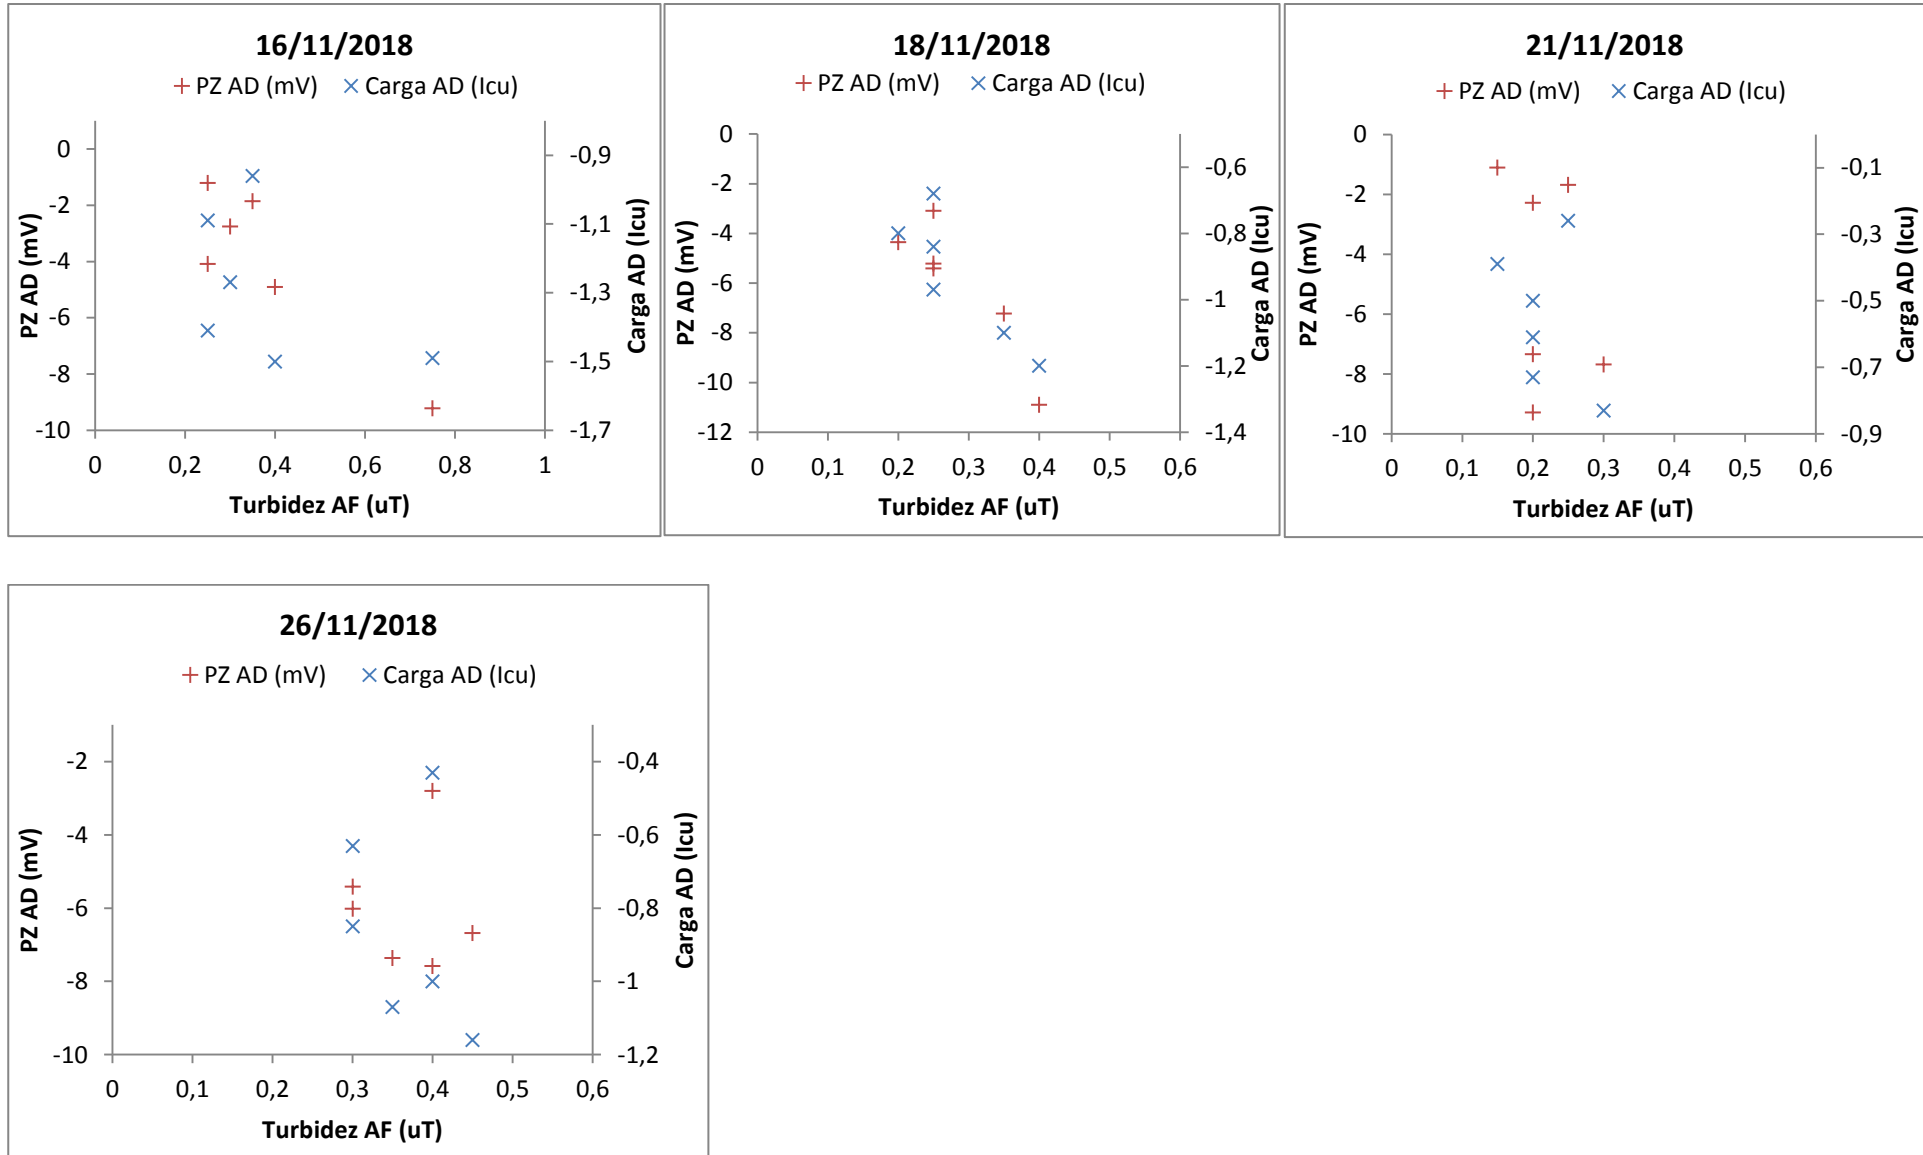 16/11/2018
PZ AD (mV) Carga AD (Icu)
0
-2
-4
-6
-8
-10
PZ AD (mV)
-0,9
-1,1
-1,3
-1,5
-1,7
Carga AD (Icu)
0 0,2 0,4 0,6 0,8 1
Turbidez AF (uT)
18/11/2018
PZ AD (mV) Carga AD (Icu)
0
-2
-4
-6
-8
-10
-12
PZ AD (mV)
-0,6
-0,8
-1
-1,2
-1,4
Carga AD (Icu)
0 0,1 0,2 0,3 0,4 0,5 0,6
Turbidez AF (uT)
21/11/2018
PZ AD (mV) Carga AD (Icu)
0
-2
-4
-6
-8
-10
PZ AD (mV)
-0,1
-0,3
-0,5
-0,7
-0,9
Carga AD (Icu)
0 0,1 0,2 0,3 0,4 0,5 0,6
Turbidez AF (uT)
26/11/2018
PZ AD (mV) Carga AD (Icu)
-2
-4
-6
-8
-10
PZ AD (mV)
-0,4
-0,6
-0,8
-1
-1,2
Carga AD (Icu)
0 0,1 0,2 0,3 0,4 0,5 0,6
Turbidez AF (uT)